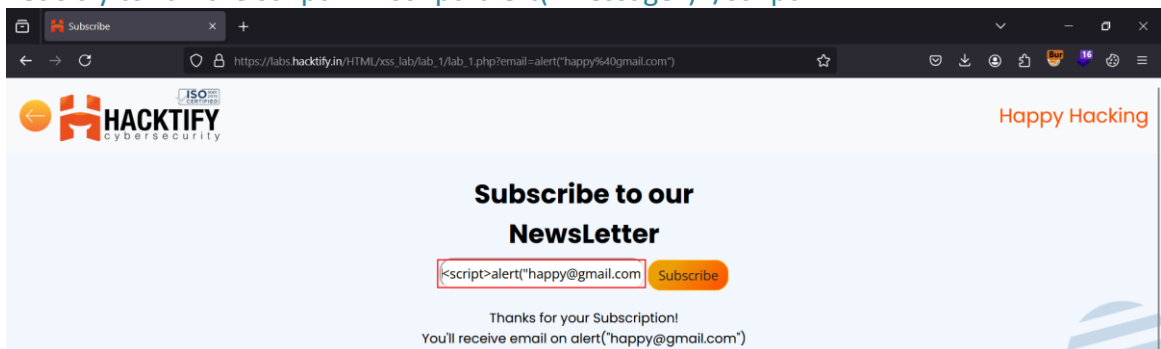 Subscribe
https://labs.hacktify.in/HTML/xss_lab/lab_1/lab_1.php?email=alert("happy%40gmail.com")
16
ISO
CERTIFIED
HACKTIFY
cybersecurity
Happy Hacking
Subscribe to our
NewsLetter
<script>alert("happy@gmail.com
Subscribe
Thanks for your Subscription!
You'll receive email on alert("happy@gmail.com")